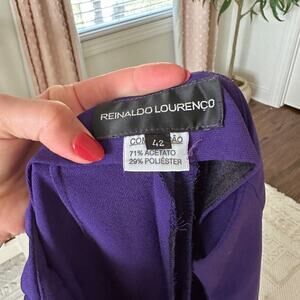 REINALDO LOURENÇO
42
71% ACETATO
29% POLIÉSTER